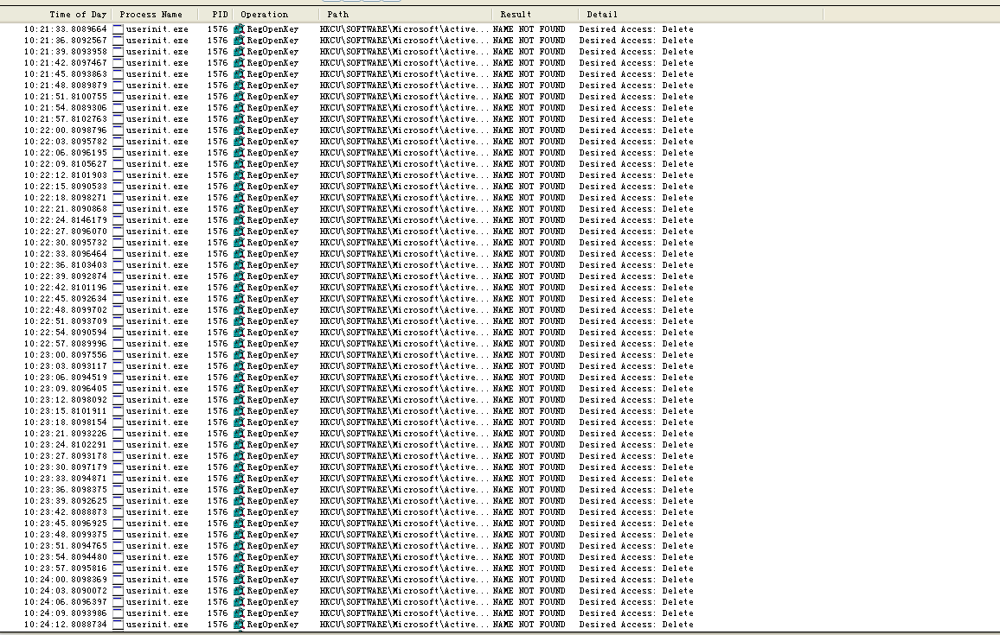 Time of Day Process Name PID Operation Path Result Detail
10:21:33.8089664 userinit.exe 1576 RegOpenKey HKCU\SOFTWARE\Microsoft\Active... NAME NOT FOUND Desired Access: Delete
10:21:36.8092567 userinit.exe 1576 RegOpenKey HKCU\SOFTWARE\Microsoft\Active... NAME NOT FOUND Desired Access: Delete
10:21:39.8093958 userinit.exe 1576 RegOpenKey HKCU\SOFTWARE\Microsoft\Active... NAME NOT FOUND Desired Access: Delete
10:21:42.8097467 userinit.exe 1576 RegOpenKey HKCU\SOFTWARE\Microsoft\Active... NAME NOT FOUND Desired Access: Delete
10:21:45.8093863 userinit.exe 1576 RegOpenKey HKCU\SOFTWARE\Microsoft\Active... NAME NOT FOUND Desired Access: Delete
10:21:48.8089879 userinit.exe 1576 RegOpenKey HKCU\SOFTWARE\Microsoft\Active... NAME NOT FOUND Desired Access: Delete
10:21:51.8100755 userinit.exe 1576 RegOpenKey HKCU\SOFTWARE\Microsoft\Active... NAME NOT FOUND Desired Access: Delete
10:21:54.8089306 userinit.exe 1576 RegOpenKey HKCU\SOFTWARE\Microsoft\Active... NAME NOT FOUND Desired Access: Delete
10:21:57.8102763 userinit.exe 1576 RegOpenKey HKCU\SOFTWARE\Microsoft\Active... NAME NOT FOUND Desired Access: Delete
10:22:00.8098796 userinit.exe 1576 RegOpenKey HKCU\SOFTWARE\Microsoft\Active... NAME NOT FOUND Desired Access: Delete
10:22:03.8095782 userinit.exe 1576 RegOpenKey HKCU\SOFTWARE\Microsoft\Active... NAME NOT FOUND Desired Access: Delete
10:22:06.8096195 userinit.exe 1576 RegOpenKey HKCU\SOFTWARE\Microsoft\Active... NAME NOT FOUND Desired Access: Delete
10:22:09.8105627 userinit.exe 1576 RegOpenKey HKCU\SOFTWARE\Microsoft\Active... NAME NOT FOUND Desired Access: Delete
10:22:12.8101903 userinit.exe 1576 RegOpenKey HKCU\SOFTWARE\Microsoft\Active... NAME NOT FOUND Desired Access: Delete
10:22:15.8090533 userinit.exe 1576 RegOpenKey HKCU\SOFTWARE\Microsoft\Active... NAME NOT FOUND Desired Access: Delete
10:22:18.8098271 userinit.exe 1576 RegOpenKey HKCU\SOFTWARE\Microsoft\Active... NAME NOT FOUND Desired Access: Delete
10:22:21.8090868 userinit.exe 1576 RegOpenKey HKCU\SOFTWARE\Microsoft\Active... NAME NOT FOUND Desired Access: Delete
10:22:24.8146179 userinit.exe 1576 RegOpenKey HKCU\SOFTWARE\Microsoft\Active... NAME NOT FOUND Desired Access: Delete
10:22:27.8096070 userinit.exe 1576 RegOpenKey HKCU\SOFTWARE\Microsoft\Active... NAME NOT FOUND Desired Access: Delete
10:22:30.8095732 userinit.exe 1576 RegOpenKey HKCU\SOFTWARE\Microsoft\Active... NAME NOT FOUND Desired Access: Delete
10:22:33.8096464 userinit.exe 1576 RegOpenKey HKCU\SOFTWARE\Microsoft\Active... NAME NOT FOUND Desired Access: Delete
10:22:36.8103403 userinit.exe 1576 RegOpenKey HKCU\SOFTWARE\Microsoft\Active... NAME NOT FOUND Desired Access: Delete
10:22:39.8092874 userinit.exe 1576 RegOpenKey HKCU\SOFTWARE\Microsoft\Active... NAME NOT FOUND Desired Access: Delete
10:22:42.8101196 userinit.exe 1576 RegOpenKey HKCU\SOFTWARE\Microsoft\Active... NAME NOT FOUND Desired Access: Delete
10:22:45.8092634 userinit.exe 1576 RegOpenKey HKCU\SOFTWARE\Microsoft\Active... NAME NOT FOUND Desired Access: Delete
10:22:48.8099702 userinit.exe 1576 RegOpenKey HKCU\SOFTWARE\Microsoft\Active... NAME NOT FOUND Desired Access: Delete
10:22:51.8093709 userinit.exe 1576 RegOpenKey HKCU\SOFTWARE\Microsoft\Active... NAME NOT FOUND Desired Access: Delete
10:22:54.8090594 userinit.exe 1576 RegOpenKey HKCU\SOFTWARE\Microsoft\Active... NAME NOT FOUND Desired Access: Delete
10:22:57.8089996 userinit.exe 1576 RegOpenKey HKCU\SOFTWARE\Microsoft\Active... NAME NOT FOUND Desired Access: Delete
10:23:00.8097556 userinit.exe 1576 RegOpenKey HKCU\SOFTWARE\Microsoft\Active... NAME NOT FOUND Desired Access: Delete
10:23:03.8093117 userinit.exe 1576 RegOpenKey HKCU\SOFTWARE\Microsoft\Active... NAME NOT FOUND Desired Access: Delete
10:23:06.8094519 userinit.exe 1576 RegOpenKey HKCU\SOFTWARE\Microsoft\Active... NAME NOT FOUND Desired Access: Delete
10:23:09.8096405 userinit.exe 1576 RegOpenKey HKCU\SOFTWARE\Microsoft\Active... NAME NOT FOUND Desired Access: Delete
10:23:12.8098092 userinit.exe 1576 RegOpenKey HKCU\SOFTWARE\Microsoft\Active... NAME NOT FOUND Desired Access: Delete
10:23:15.8101911 userinit.exe 1576 RegOpenKey HKCU\SOFTWARE\Microsoft\Active... NAME NOT FOUND Desired Access: Delete
10:23:18.8098154 userinit.exe 1576 RegOpenKey HKCU\SOFTWARE\Microsoft\Active... NAME NOT FOUND Desired Access: Delete
10:23:21.8093226 userinit.exe 1576 RegOpenKey HKCU\SOFTWARE\Microsoft\Active... NAME NOT FOUND Desired Access: Delete
10:23:24.8102291 userinit.exe 1576 RegOpenKey HKCU\SOFTWARE\Microsoft\Active... NAME NOT FOUND Desired Access: Delete
10:23:27.8093178 userinit.exe 1576 RegOpenKey HKCU\SOFTWARE\Microsoft\Active... NAME NOT FOUND Desired Access: Delete
10:23:30.8097179 userinit.exe 1576 RegOpenKey HKCU\SOFTWARE\Microsoft\Active... NAME NOT FOUND Desired Access: Delete
10:23:33.8094871 userinit.exe 1576 RegOpenKey HKCU\SOFTWARE\Microsoft\Active... NAME NOT FOUND Desired Access: Delete
10:23:36.8098375 userinit.exe 1576 RegOpenKey HKCU\SOFTWARE\Microsoft\Active... NAME NOT FOUND Desired Access: Delete
10:23:39.8092625 userinit.exe 1576 RegOpenKey HKCU\SOFTWARE\Microsoft\Active... NAME NOT FOUND Desired Access: Delete
10:23:42.8088873 userinit.exe 1576 RegOpenKey HKCU\SOFTWARE\Microsoft\Active... NAME NOT FOUND Desired Access: Delete
10:23:45.8096925 userinit.exe 1576 RegOpenKey HKCU\SOFTWARE\Microsoft\Active... NAME NOT FOUND Desired Access: Delete
10:23:48.8099375 userinit.exe 1576 RegOpenKey HKCU\SOFTWARE\Microsoft\Active... NAME NOT FOUND Desired Access: Delete
10:23:51.8094765 userinit.exe 1576 RegOpenKey HKCU\SOFTWARE\Microsoft\Active... NAME NOT FOUND Desired Access: Delete
10:23:54.8094480 userinit.exe 1576 RegOpenKey HKCU\SOFTWARE\Microsoft\Active... NAME NOT FOUND Desired Access: Delete
10:23:57.8095816 userinit.exe 1576 RegOpenKey HKCU\SOFTWARE\Microsoft\Active... NAME NOT FOUND Desired Access: Delete
10:24:00.8098369 userinit.exe 1576 RegOpenKey HKCU\SOFTWARE\Microsoft\Active... NAME NOT FOUND Desired Access: Delete
10:24:03.8090072 userinit.exe 1576 RegOpenKey HKCU\SOFTWARE\Microsoft\Active... NAME NOT FOUND Desired Access: Delete
10:24:06.8096397 userinit.exe 1576 RegOpenKey HKCU\SOFTWARE\Microsoft\Active... NAME NOT FOUND Desired Access: Delete
10:24:09.8093986 userinit.exe 1576 RegOpenKey HKCU\SOFTWARE\Microsoft\Active... NAME NOT FOUND Desired Access: Delete
10:24:12.8088734 userinit.exe 1576 RegOpenKey HKCU\SOFTWARE\Microsoft\Active... NAME NOT FOUND Desired Access: Delete